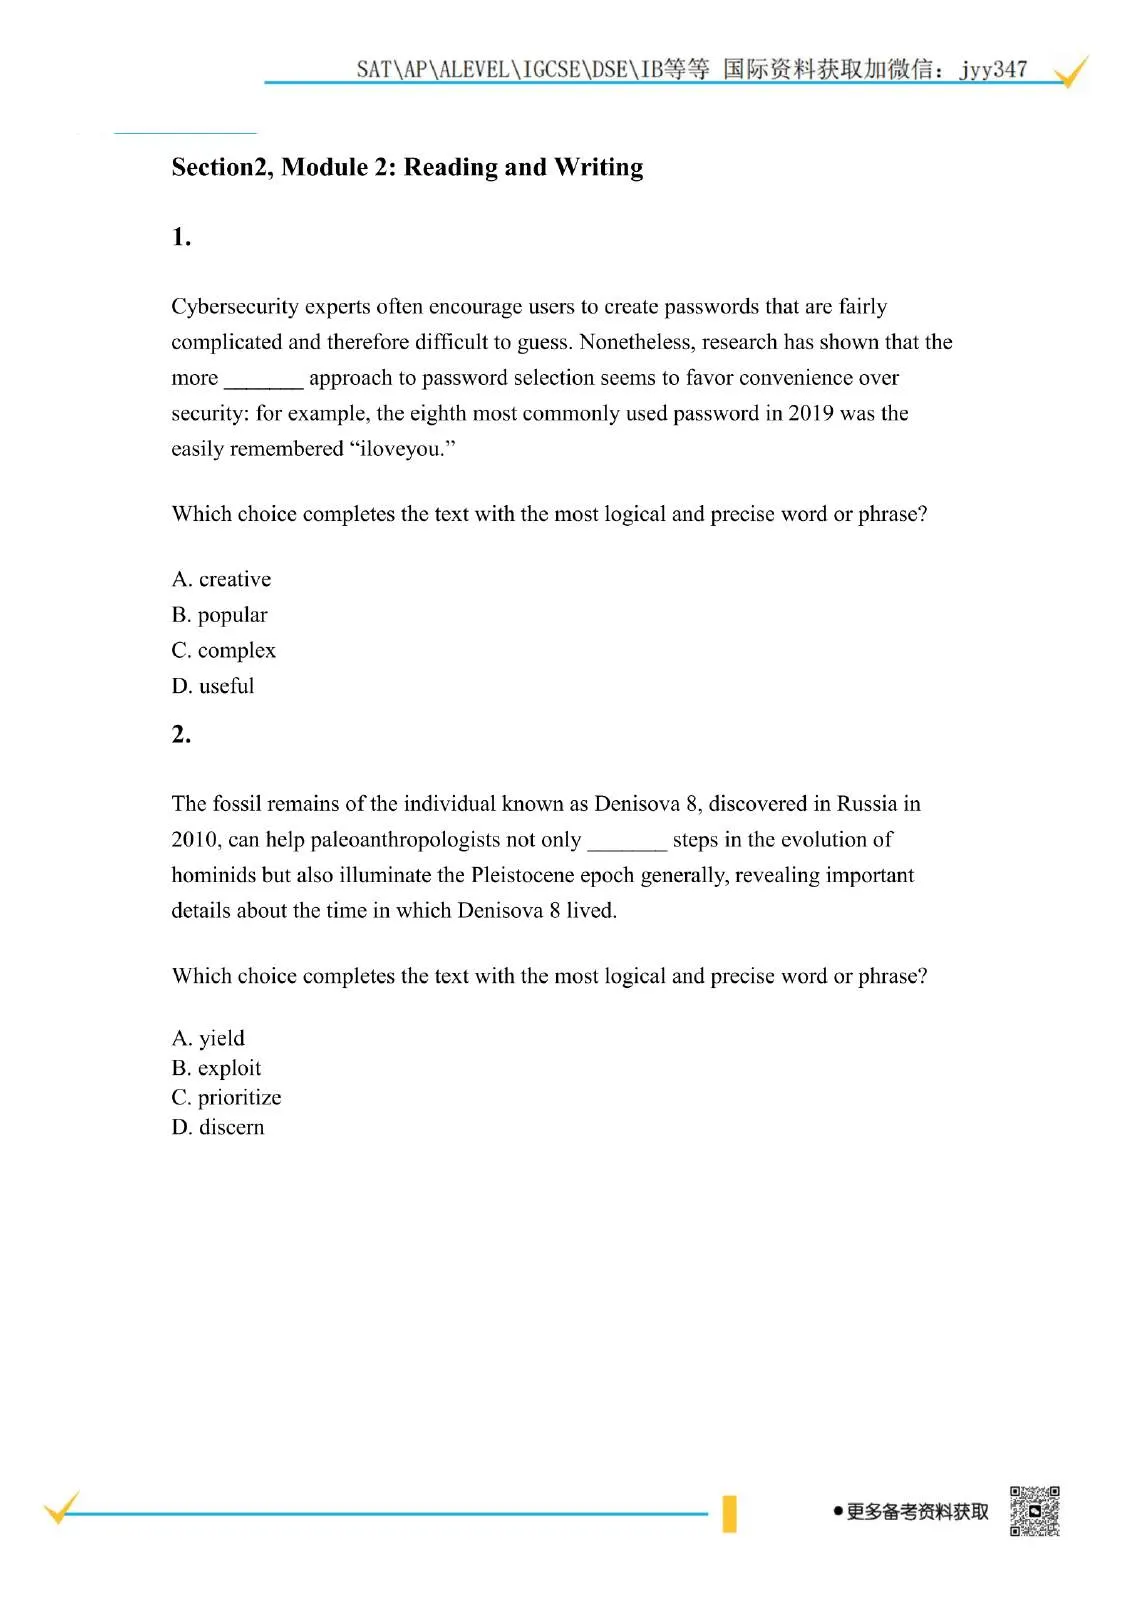 SAT\AP\ALEVEL\IGCSE\DSE\IB等等 国际资料获取加微信：jyy347
Section2, Module 2: Reading and Writing
1.
Cybersecurity experts often encourage users to create passwords that are fairly
complicated and therefore difficult to guess. Nonetheless, research has shown that the
more _______ approach to password selection seems to favor convenience over
security: for example, the eighth most commonly used password in 2019 was the
easily remembered “iloveyou.”
Which choice completes the text with the most logical and precise word or phrase?
A. creative
B. popular
C. complex
D. useful
2.
The fossil remains of the individual known as Denisova 8, discovered in Russia in
2010, can help paleoanthropologists not only _______ steps in the evolution of
hominids but also illuminate the Pleistocene epoch generally, revealing important
details about the time in which Denisova 8 lived.
Which choice completes the text with the most logical and precise word or phrase?
A. yield
B. exploit
C. prioritize
D. discern
●更多备考资料获取